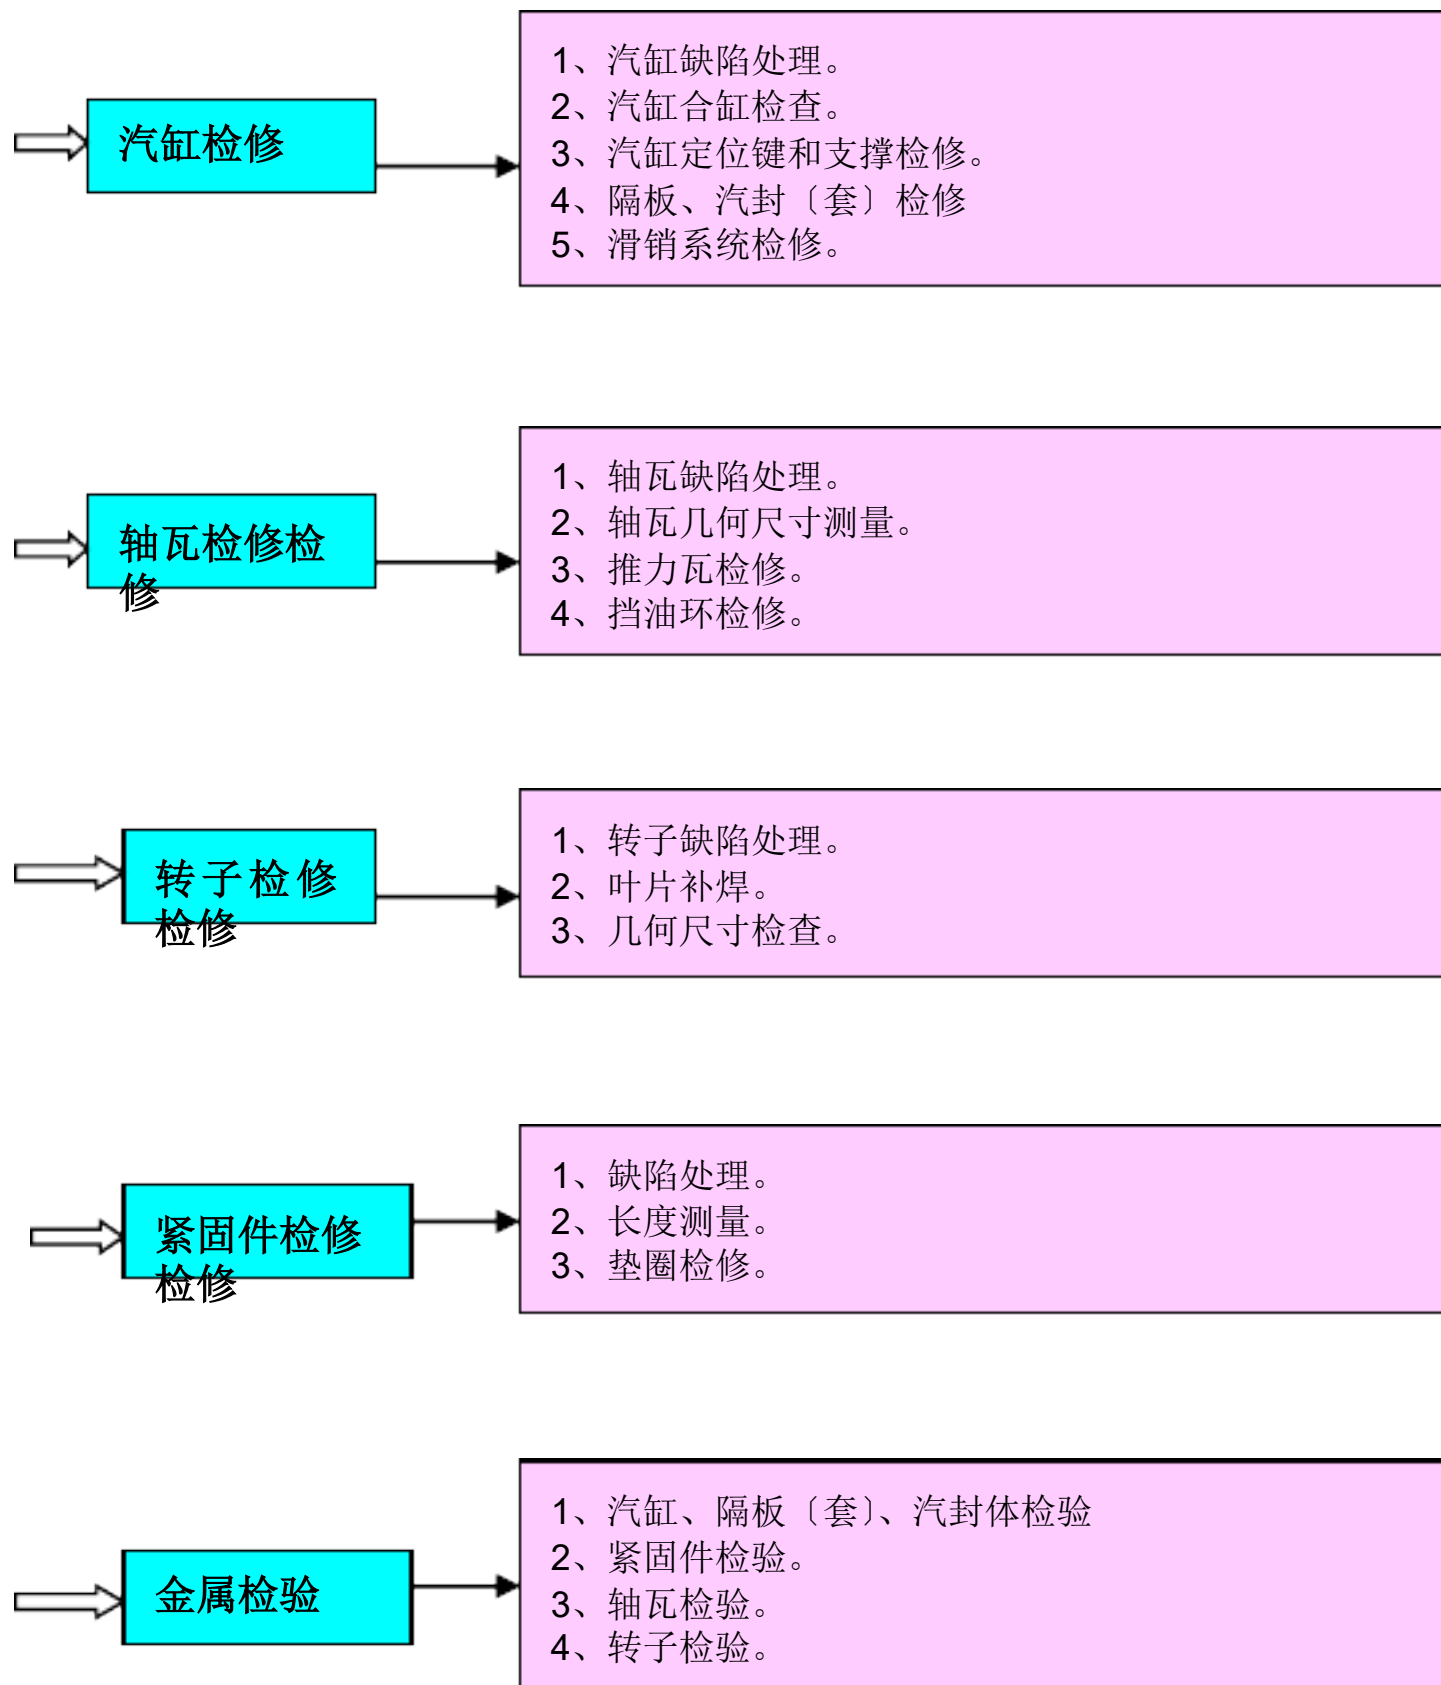 汽缸检修
1、汽缸缺陷处理。
2、汽缸合缸检查。
3、汽缸定位键和支撑检修。
4、隔板、汽封〔套〕检修
5、滑销系统检修。
轴瓦检修检
修
1、轴瓦缺陷处理。
2、轴瓦几何尺寸测量。
3、推力瓦检修。
4、挡油环检修。
转子检修
检修
1、转子缺陷处理。
2、叶片补焊。
3、几何尺寸检查。
紧固件检修
检修
1、缺陷处理。
2、长度测量。
3、垫圈检修。
金属检验
1、汽缸、隔板〔套〕、汽封体检验
2、紧固件检验。
3、轴瓦检验。
4、转子检验。